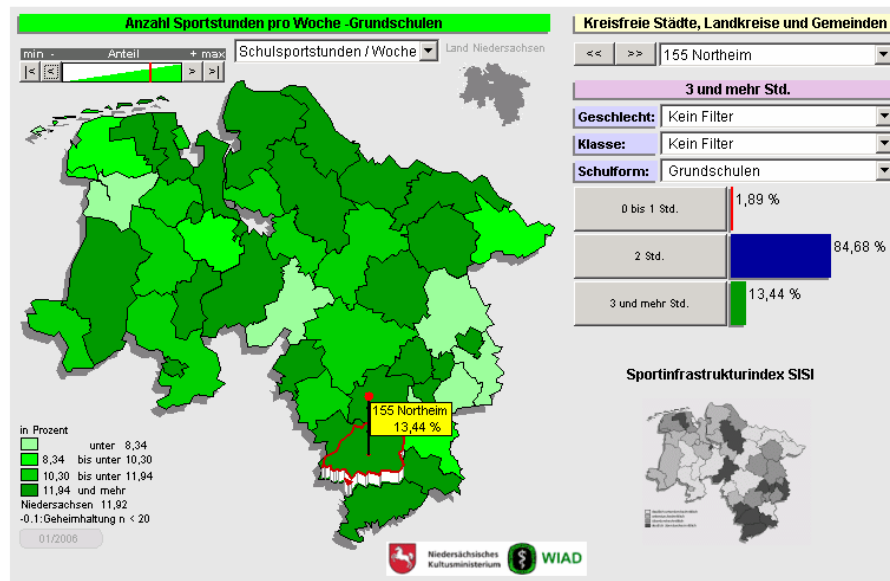 Anzahl Sportstunden pro Woche -Grundschulen
min - Anteil + max
|< < > >|
Schulsportstunden / Woche
Land Niedersachsen
155 Northeim
13,44 %
in Prozent
unter 8,34
8,34 bis unter 10,30
10,30 bis unter 11,94
11,94 und mehr
Niedersachsen 11,92
-0.1:Geheimhaltung n < 20
01/2006
Niedersächsisches
Kultusministerium
WIAD
Kreisfreie Städte, Landkreise und Gemeinden
<< >> 155 Northeim
3 und mehr Std.
Geschlecht: Kein Filter
Klasse: Kein Filter
Schulform: Grundschulen
0 bis 1 Std. 1,89 %
2 Std. 84,68 %
3 und mehr Std. 13,44 %
Sportinfrastrukturindex SISI